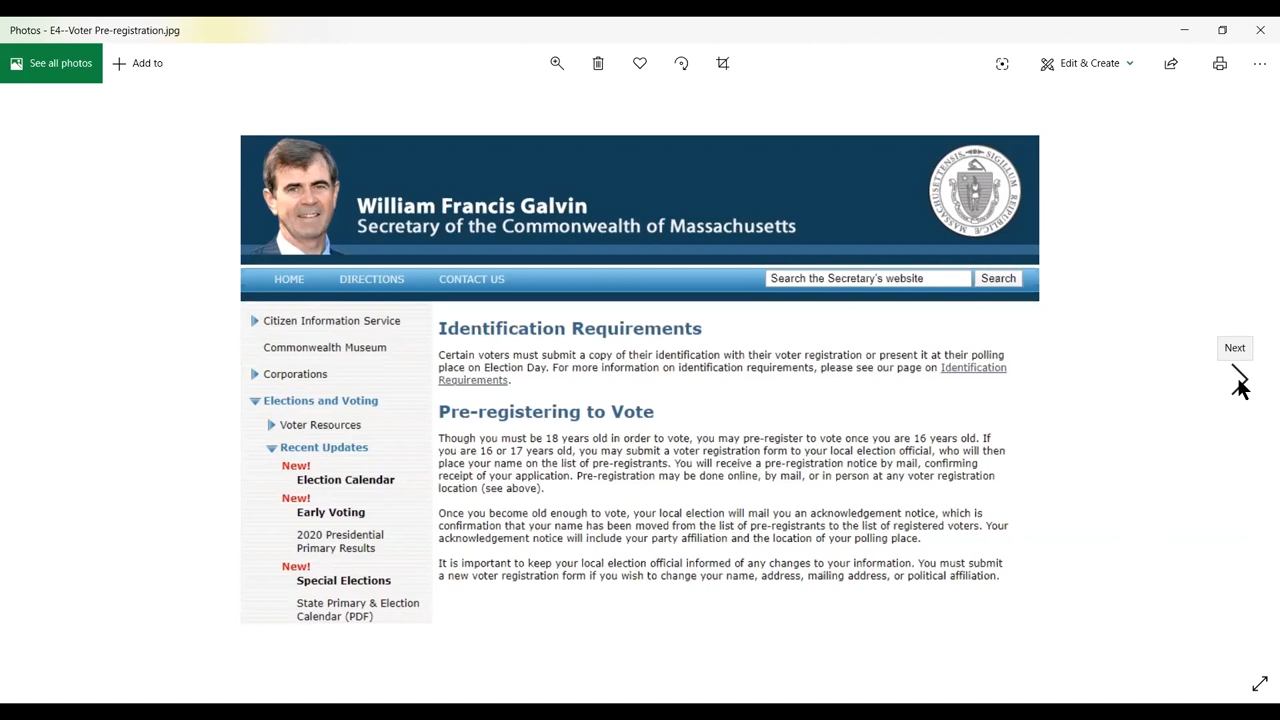 Photos - E4--Voter Pre-registration.jpg
See all photos
Add to
Edit & Create
William Francis Galvin
Secretary of the Commonwealth of Massachusetts
HOME
DIRECTIONS
CONTACT US
Search the Secretary's website
Search
Citizen Information Service
Commonwealth Museum
Corporations
Elections and Voting
Voter Resources
Recent Updates
New!
Election Calendar
New!
Early Voting
2020 Presidential
Primary Results
New!
Special Elections
State Primary & Election
Calendar (PDF)
Identification Requirements
Certain voters must submit a copy of their identification with their voter registration or present it at their polling
place on Election Day. For more information on identification requirements, please see our page on Identification
Requirements.
Pre-registering to Vote
Though you must be 18 years old in order to vote, you may pre-register to vote once you are 16 years old. If
you are 16 or 17 years old, you may submit a voter registration form to your local election official, who will then
place your name on the list of pre-registrants. You will receive a pre-registration notice by mail, confirming
receipt of your application. Pre-registration may be done online, by mail, or in person at any voter registration
location (see above).
Once you become old enough to vote, your local election will mail you an acknowledgement notice, which is
confirmation that your name has been moved from the list of pre-registrants to the list of registered voters. Your
acknowledgement notice will include your party affiliation and the location of your polling place.
It is important to keep your local election official informed of any changes to your information. You must submit
a new voter registration form if you wish to change your name, address, mailing address, or political affiliation.
Next